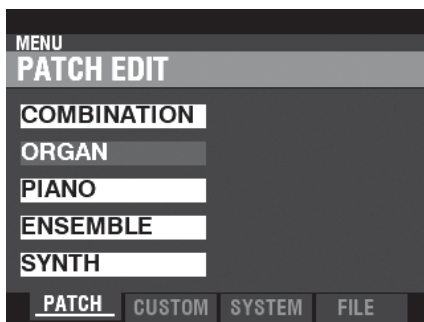 MENU
PATCH EDIT
COMBINATION
ORGAN
PIANO
ENSEMBLE
SYNTH
PATCH CUSTOM SYSTEM FILE